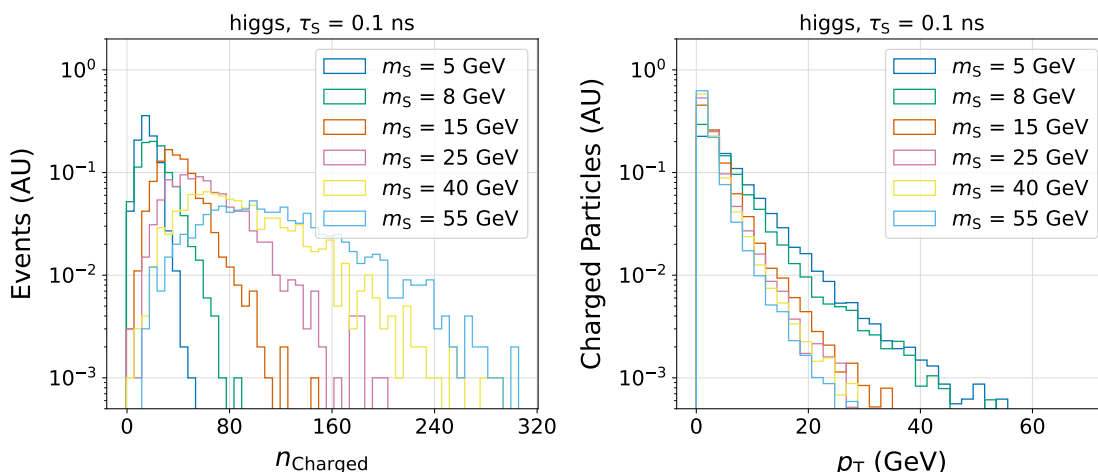 higgs, τS = 0.1 ns
Events (AU)
10⁰
10⁻¹
10⁻²
10⁻³
mS = 5 GeV
mS = 8 GeV
mS = 15 GeV
mS = 25 GeV
mS = 40 GeV
mS = 55 GeV
0 80 160 240 320
nCharged
higgs, τS = 0.1 ns
Charged Particles (AU)
10⁰
10⁻¹
10⁻²
10⁻³
mS = 5 GeV
mS = 8 GeV
mS = 15 GeV
mS = 25 GeV
mS = 40 GeV
mS = 55 GeV
0 20 40 60
pT (GeV)